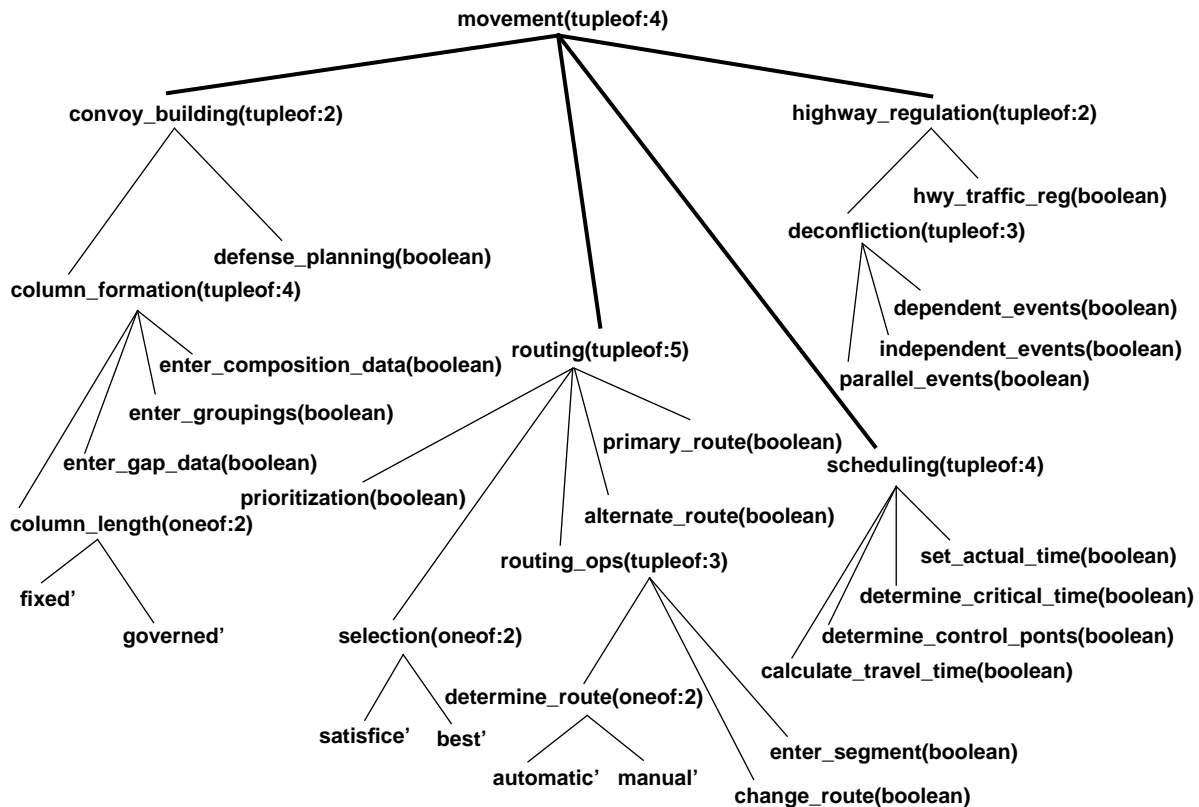 movement(tupleof:4)
convoy_building(tupleof:2)
highway_regulation(tupleof:2)
hwy_traffic_reg(boolean)
deconfliction(tupleof:3)
defense_planning(boolean)
column_formation(tupleof:4)
dependent_events(boolean)
independent_events(boolean)
parallel_events(boolean)
enter_composition_data(boolean)
routing(tupleof:5)
enter_groupings(boolean)
primary_route(boolean)
enter_gap_data(boolean)
scheduling(tupleof:4)
prioritization(boolean)
alternate_route(boolean)
column_length(oneof:2)
routing_ops(tupleof:3)
set_actual_time(boolean)
determine_critical_time(boolean)
fixed’
governed’
selection(oneof:2)
determine_control_ponts(boolean)
calculate_travel_time(boolean)
determine_route(oneof:2)
satisfice’
best’
enter_segment(boolean)
automatic’
manual’
change_route(boolean)